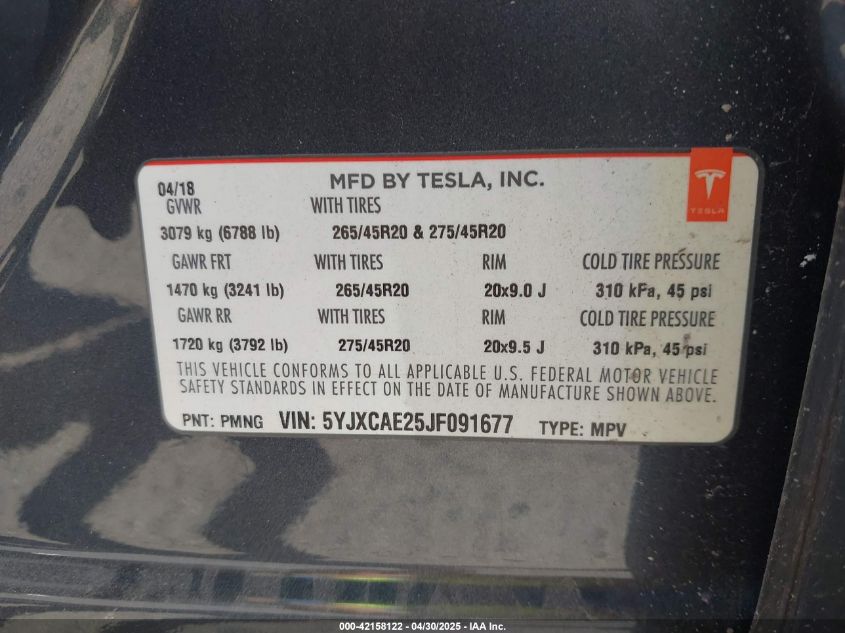 04/18 MFD BY TESLA, INC.
TESLA
GVWR WITH TIRES
3079 kg (6788 lb) 265/45R20 & 275/45R20
GAWR FRT WITH TIRES RIM COLD TIRE PRESSURE
1470 kg (3241 lb) 265/45R20 20x9.0 J 310 kPa, 45 psi
GAWR RR WITH TIRES RIM COLD TIRE PRESSURE
1720 kg (3792 lb) 275/45R20 20x9.5 J 310 kPa, 45 psi
THIS VEHICLE CONFORMS TO ALL APPLICABLE U.S. FEDERAL MOTOR VEHICLE
SAFETY STANDARDS IN EFFECT ON THE DATE OF MANUFACTURE SHOWN ABOVE.
PNT: PMNG VIN: 5YJXCAE25JF091677 TYPE: MPV
000-42158122 - 04/30/2025 - IAA Inc.